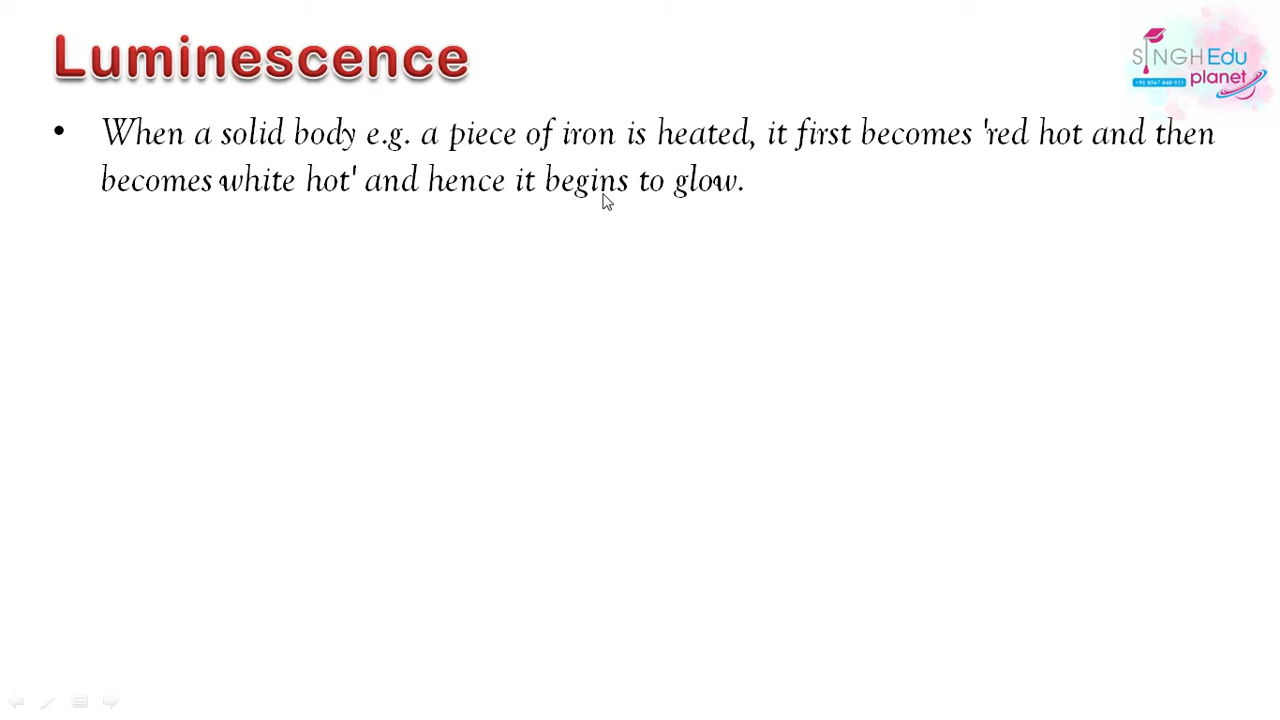 Luminescence
SINGH Edu
planet
• When a solid body e.g. a piece of iron is heated, it first becomes 'red hot and then
becomes white hot' and hence it begins to glow.